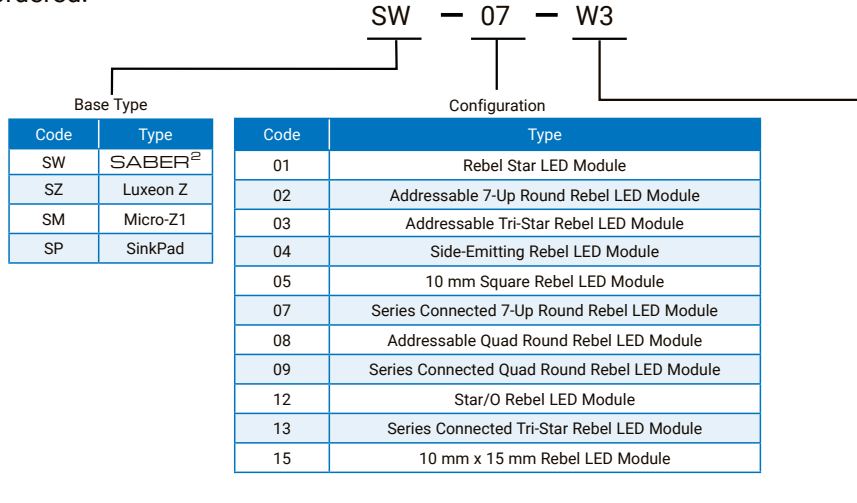 ordered.
SW – 07 – W3
Base Type
Code Type
SW SABER²
SZ Luxeon Z
SM Micro-Z1
SP SinkPad
Configuration
Code Type
01 Rebel Star LED Module
02 Addressable 7-Up Round Rebel LED Module
03 Addressable Tri-Star Rebel LED Module
04 Side-Emitting Rebel LED Module
05 10 mm Square Rebel LED Module
07 Series Connected 7-Up Round Rebel LED Module
08 Addressable Quad Round Rebel LED Module
09 Series Connected Quad Round Rebel LED Module
12 Star/O Rebel LED Module
13 Series Connected Tri-Star Rebel LED Module
15 10 mm x 15 mm Rebel LED Module